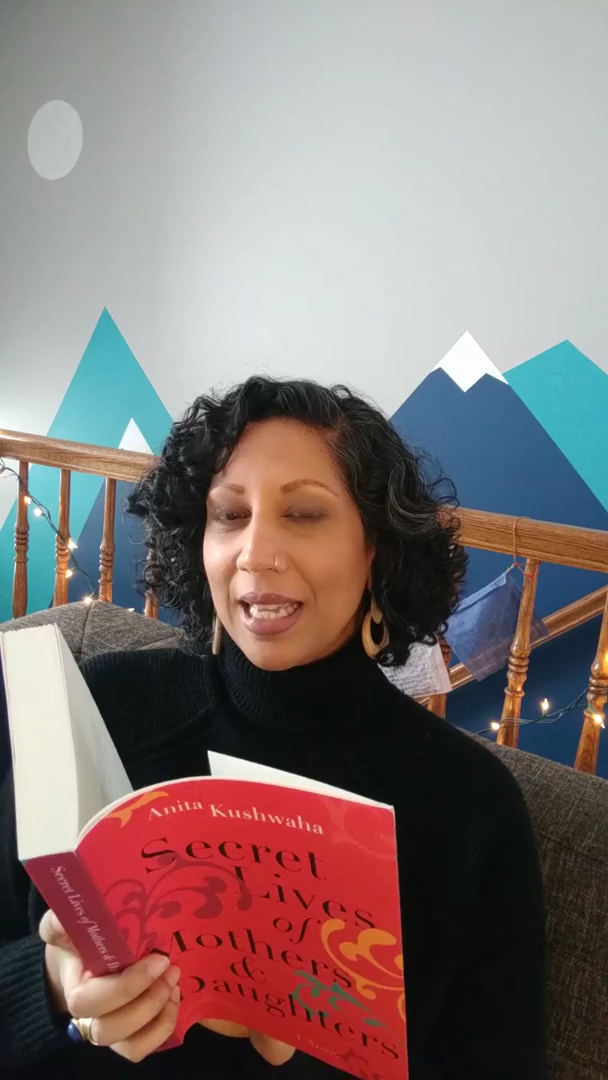 Anita Kushwaha
Secret
Lives
of
Mothers
&
Daughters
Secret Lives of Mothers &